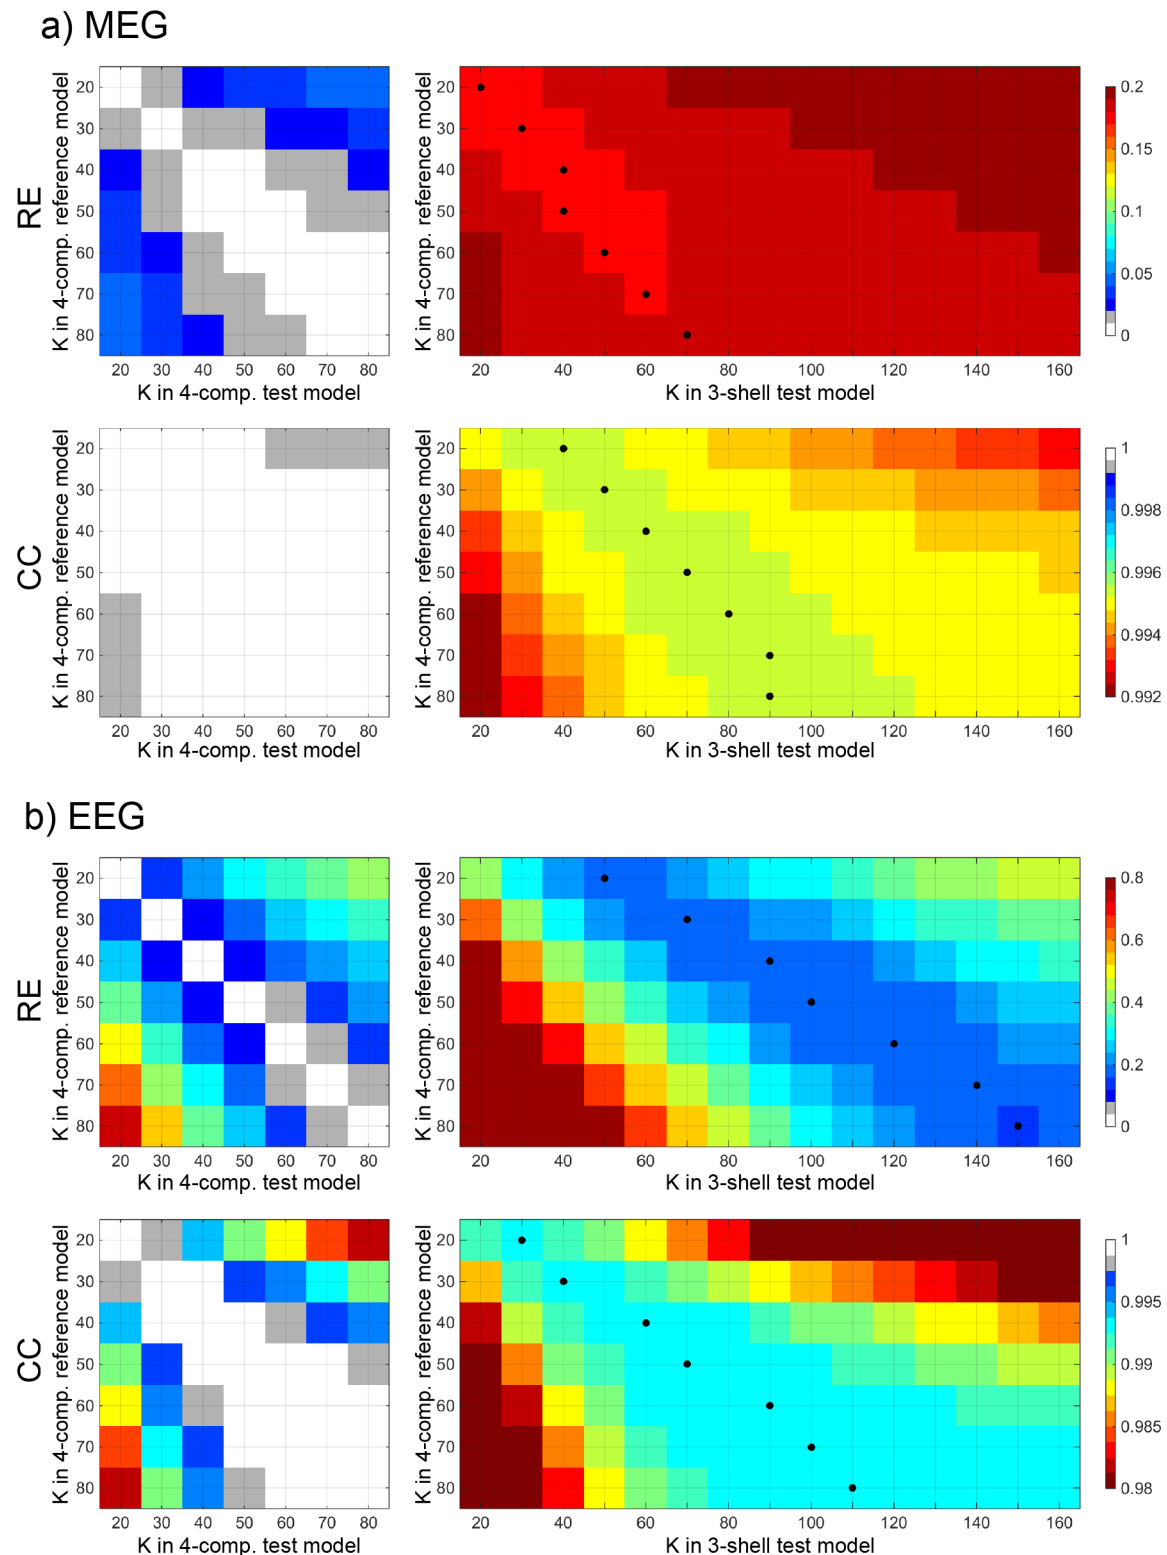 a) MEG
RE
K in 4-comp. reference model
20
30
40
50
60
70
80
20 30 40 50 60 70 80
K in 4-comp. test model
K in 4-comp. reference model
20
30
40
50
60
70
80
20 40 60 80 100 120 140 160
K in 3-shell test model
0.2
0.15
0.1
0.05
0
CC
K in 4-comp. reference model
20
30
40
50
60
70
80
20 30 40 50 60 70 80
K in 4-comp. test model
K in 4-comp. reference model
20
30
40
50
60
70
80
20 40 60 80 100 120 140 160
K in 3-shell test model
1
0.998
0.996
0.994
0.992
b) EEG
RE
K in 4-comp. reference model
20
30
40
50
60
70
80
20 30 40 50 60 70 80
K in 4-comp. test model
K in 4-comp. reference model
20
30
40
50
60
70
80
20 40 60 80 100 120 140 160
K in 3-shell test model
0.8
0.6
0.4
0.2
0
CC
K in 4-comp. reference model
20
30
40
50
60
70
80
20 30 40 50 60 70 80
K in 4-comp. test model
K in 4-comp. reference model
20
30
40
50
60
70
80
20 40 60 80 100 120 140 160
K in 3-shell test model
1
0.995
0.99
0.985
0.98